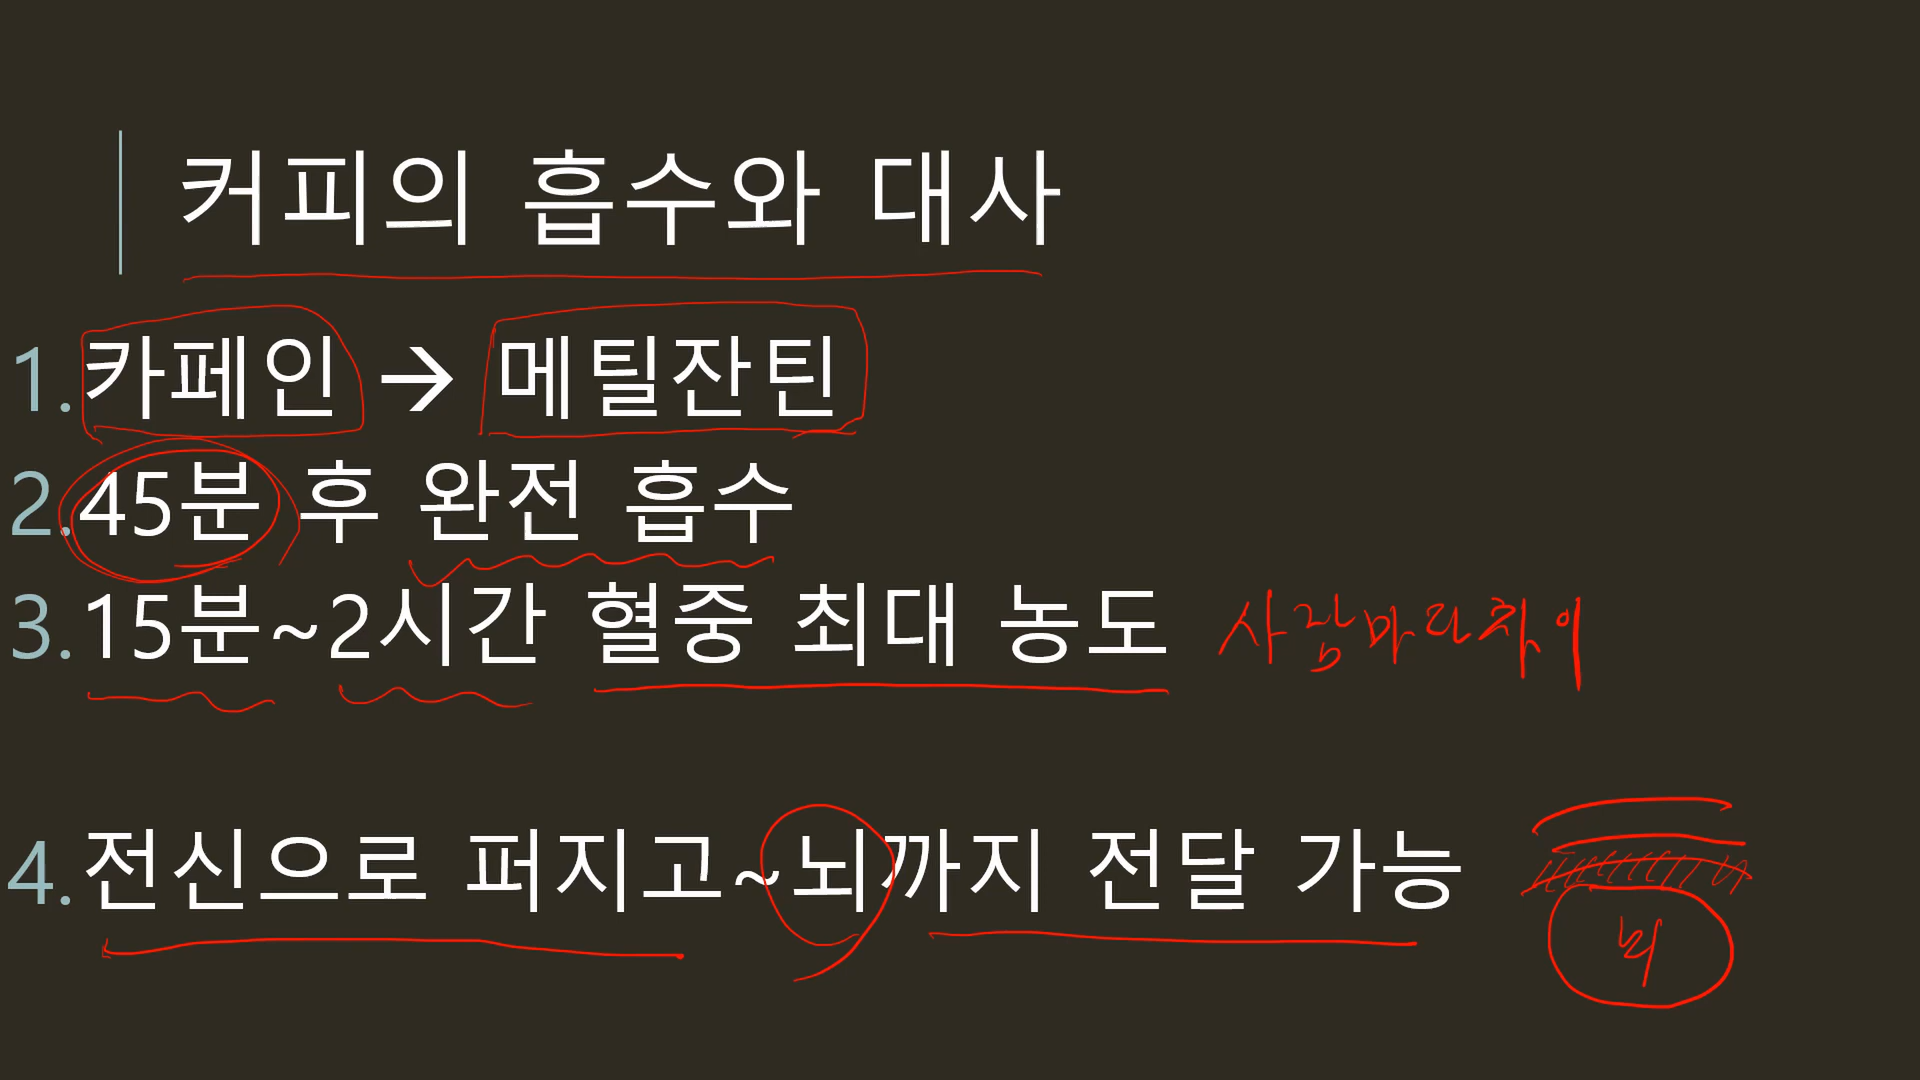 커피의 흡수와 대사
1. 카페인 → 메틸잔틴
2. 45분 후 완전 흡수
3. 15분~2시간 혈중 최대 농도 사람마다 차이
4. 전신으로 퍼지고~뇌까지 전달 가능
뇌